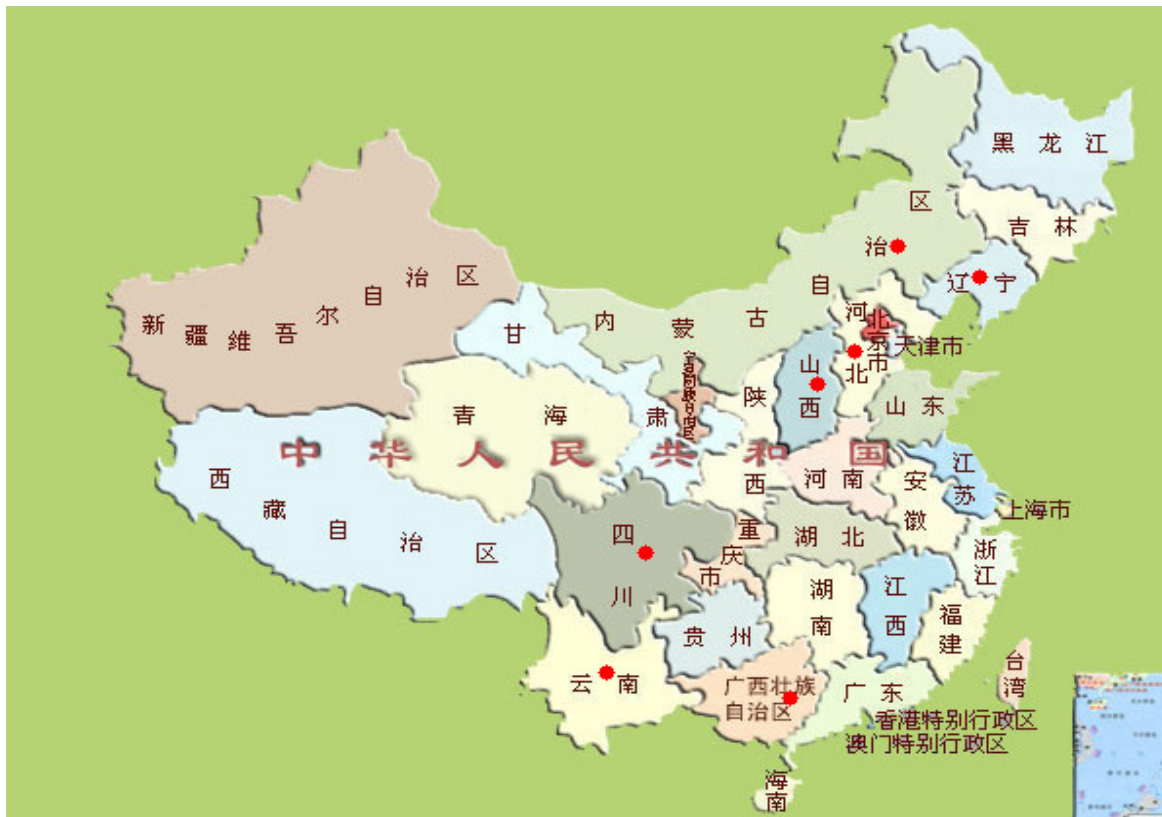 黑龙江
吉林
辽宁
内蒙古自治区
新疆维吾尔自治区
甘肃
青海
西藏自治区
中华人民共和国
河北
北京市
天津市
山西
陕西
山东
河南
江苏
安徽
上海市
四川
重庆市
湖北
浙江
湖南
江西
福建
贵州
云南
广西壮族
自治区
广东
台湾
香港特别行政区
澳门特别行政区
海南